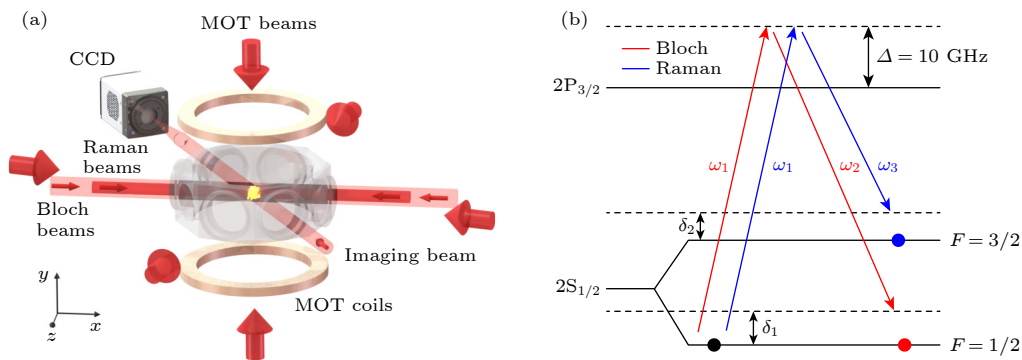 (a)
MOT beams
CCD
Raman
beams
Bloch
beams
Imaging beam
MOT coils
y
x
z
(b)
Bloch
Raman
Δ = 10 GHz
2P₃/₂
ω₁
ω₁
ω₂
ω₃
δ₂
F = 3/2
2S₁/₂
δ₁
F = 1/2